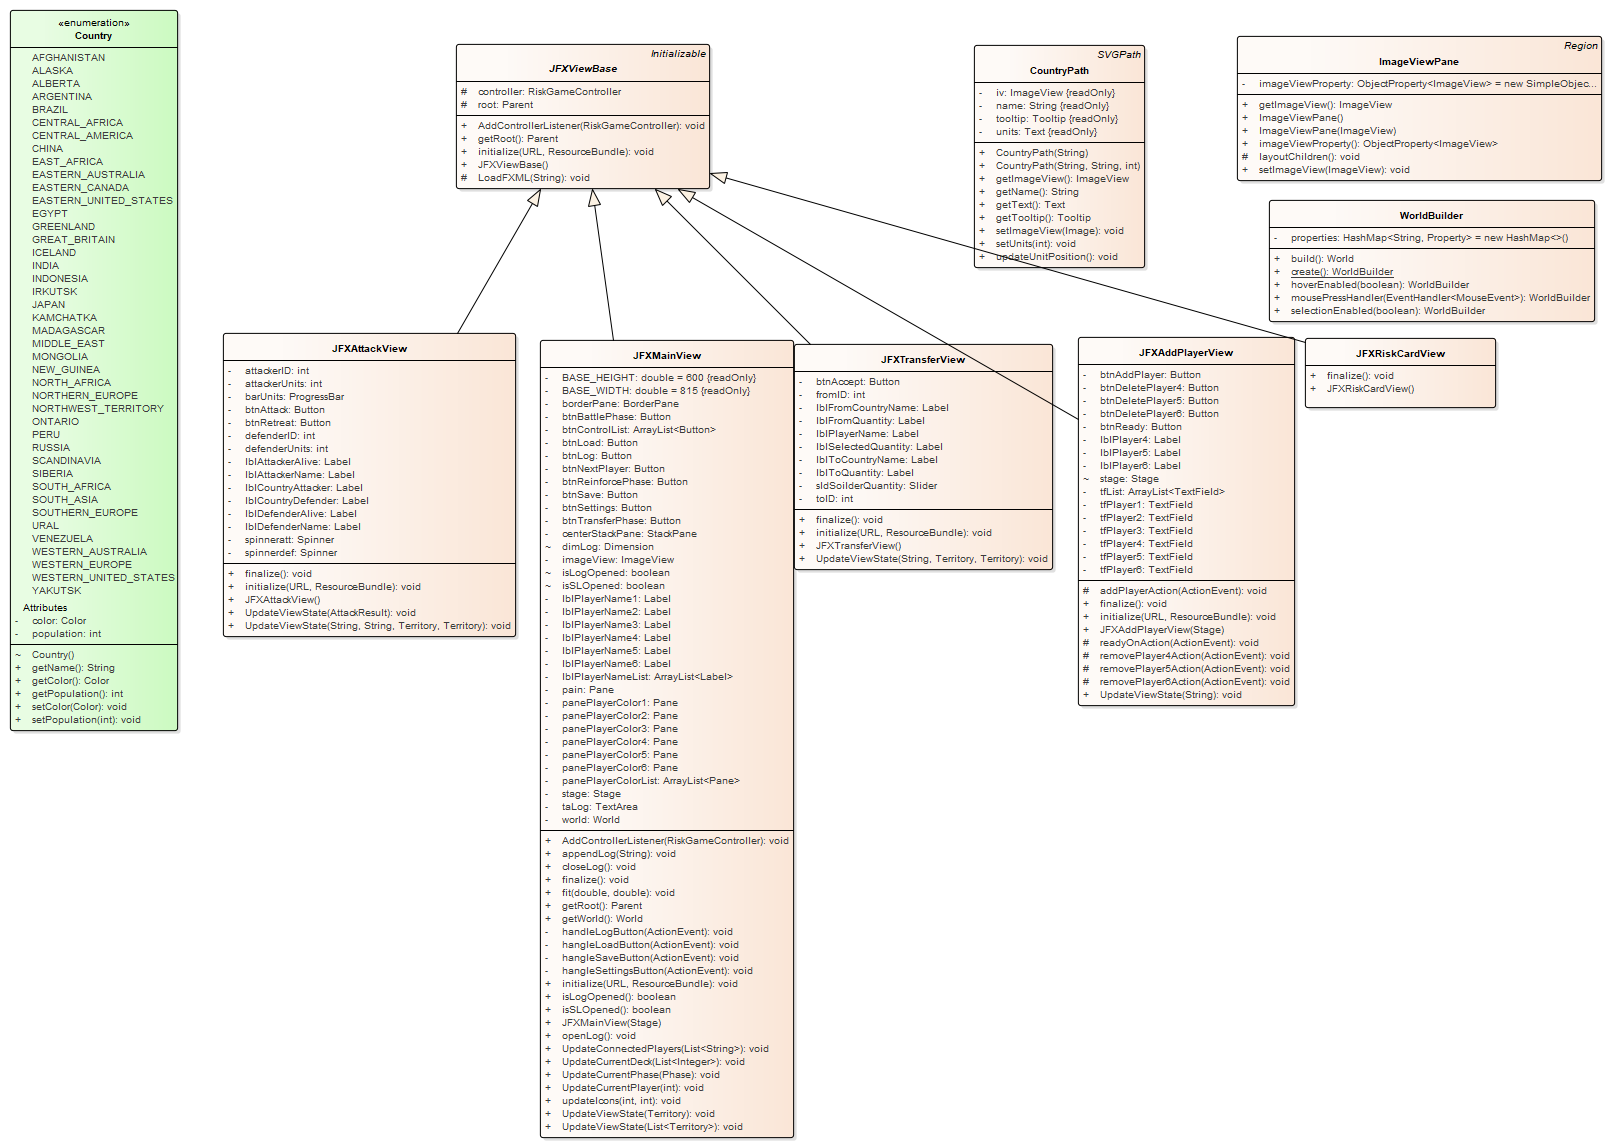 «enumeration»
Country
AFGHANISTAN
ALASKA
ALBERTA
ARGENTINA
BRAZIL
CENTRAL_AFRICA
CENTRAL_AMERICA
CHINA
EAST_AFRICA
EASTERN_AUSTRALIA
EASTERN_CANADA
EASTERN_UNITED_STATES
EGYPT
GREENLAND
GREAT_BRITAIN
ICELAND
INDIA
INDONESIA
IRKUTSK
JAPAN
KAMCHATKA
MADAGASCAR
MIDDLE_EAST
MONGOLIA
NEW_GUINEA
NORTH_AFRICA
NORTHERN_EUROPE
NORTHWEST_TERRITORY
ONTARIO
PERU
RUSSIA
SCANDINAVIA
SIBERIA
SOUTH_AFRICA
SOUTH_ASIA
SOUTHERN_EUROPE
URAL
VENEZUELA
WESTERN_AUSTRALIA
WESTERN_EUROPE
WESTERN_UNITED_STATES
YAKUTSK
Attributes
- color: Color
- population: int
~ Country()
+ getName(): String
+ getColor(): Color
+ getPopulation(): int
+ setColor(Color): void
+ setPopulation(int): void
Initializable
JFXViewBase
# controller: RiskGameController
# root: Parent
+ AddControllerListener(RiskGameController): void
+ getRoot(): Parent
+ initialize(URL, ResourceBundle): void
+ JFXViewBase()
# LoadFXML(String): void
SVGPath
CountryPath
- iv: ImageView {readOnly}
- name: String {readOnly}
- tooltip: Tooltip {readOnly}
- units: Text {readOnly}
+ CountryPath(String)
+ CountryPath(String, String, int)
+ getImageView(): ImageView
+ getName(): String
+ getText(): Text
+ getTooltip(): Tooltip
+ setImageView(Image): void
+ setUnits(int): void
+ updateUnitPosition(): void
Region
ImageViewPane
- imageViewProperty: ObjectProperty<ImageView> = new SimpleObjec...
+ getImageView(): ImageView
+ ImageViewPane()
+ ImageViewPane(ImageView)
+ imageViewProperty(): ObjectProperty<ImageView>
# layoutChildren(): void
+ setImageView(ImageView): void
WorldBuilder
- properties: HashMap<String, Property> = new HashMap<>()
+ build(): World
+ create(): WorldBuilder
+ hoverEnabled(boolean): WorldBuilder
+ mousePressHandler(EventHandler<MouseEvent>): WorldBuilder
+ selectionEnabled(boolean): WorldBuilder
JFXAttackView
- attackerID: int
- attackerUnits: int
- barUnits: ProgressBar
- btnAttack: Button
- btnRetreat: Button
- defenderID: int
- defenderUnits: int
- lblAttackerAlive: Label
- lblAttackerName: Label
- lblCountryAttacker: Label
- lblCountryDefender: Label
- lblDefenderAlive: Label
- lblDefenderName: Label
- spinneratt: Spinner
- spinnerdef: Spinner
+ finalize(): void
+ initialize(URL, ResourceBundle): void
+ JFXAttackView()
+ UpdateViewState(AttackResult): void
+ UpdateViewState(String, String, Territory, Territory): void
JFXMainView
- BASE_HEIGHT: double = 600 {readOnly}
- BASE_WIDTH: double = 815 {readOnly}
- borderPane: BorderPane
- btnBattlePhase: Button
- btnControlList: ArrayList<Button>
- btnLoad: Button
- btnLog: Button
- btnNextPlayer: Button
- btnReinforcePhase: Button
- btnSave: Button
- btnSettings: Button
- btnTransferPhase: Button
- centerStackPane: StackPane
~ dimLog: Dimension
- imageView: ImageView
~ isLogOpened: boolean
~ isSLOpened: boolean
- lblPlayerName1: Label
- lblPlayerName2: Label
- lblPlayerName3: Label
- lblPlayerName4: Label
- lblPlayerName5: Label
- lblPlayerName6: Label
- lblPlayerNameList: ArrayList<Label>
- pain: Pane
- panePlayerColor1: Pane
- panePlayerColor2: Pane
- panePlayerColor3: Pane
- panePlayerColor4: Pane
- panePlayerColor5: Pane
- panePlayerColor6: Pane
- panePlayerColorList: ArrayList<Pane>
- stage: Stage
- taLog: TextArea
- world: World
+ AddControllerListener(RiskGameController): void
+ appendLog(String): void
+ closeLog(): void
+ finalize(): void
+ fit(double, double): void
+ getRoot(): Parent
+ getWorld(): World
- handleLogButton(ActionEvent): void
- hangleLoadButton(ActionEvent): void
- hangleSaveButton(ActionEvent): void
- hangleSettingsButton(ActionEvent): void
+ initialize(URL, ResourceBundle): void
+ isLogOpened(): boolean
+ isSLOpened(): boolean
+ JFXMainView(Stage)
+ openLog(): void
+ UpdateConnectedPlayers(List<String>): void
+ UpdateCurrentDeck(List<Integer>): void
+ UpdateCurrentPhase(Phase): void
+ UpdateCurrentPlayer(int): void
+ updateIcons(int, int): void
+ UpdateViewState(Territory): void
+ UpdateViewState(List<Territory>): void
JFXTransferView
- btnAccept: Button
- fromID: int
- lblFromCountryName: Label
- lblFromQuantity: Label
- lblPlayerName: Label
- lblSelectedQuantity: Label
- lblToCountryName: Label
- lblToQuantity: Label
- sldSoilderQuantity: Slider
- toID: int
+ finalize(): void
+ initialize(URL, ResourceBundle): void
+ JFXTransferView()
+ UpdateViewState(String, Territory, Territory): void
JFXAddPlayerView
- btnAddPlayer: Button
- btnDeletePlayer4: Button
- btnDeletePlayer5: Button
- btnDeletePlayer6: Button
- btnReady: Button
- lblPlayer4: Label
- lblPlayer5: Label
- lblPlayer6: Label
~ stage: Stage
- tfList: ArrayList<TextField>
- tfPlayer1: TextField
- tfPlayer2: TextField
- tfPlayer3: TextField
- tfPlayer4: TextField
- tfPlayer5: TextField
- tfPlayer6: TextField
# addPlayerAction(ActionEvent): void
+ finalize(): void
+ initialize(URL, ResourceBundle): void
+ JFXAddPlayerView(Stage)
# readyOnAction(ActionEvent): void
# removePlayer4Action(ActionEvent): void
# removePlayer5Action(ActionEvent): void
# removePlayer6Action(ActionEvent): void
+ UpdateViewState(String): void
JFXRiskCardView
+ finalize(): void
+ JFXRiskCardView()